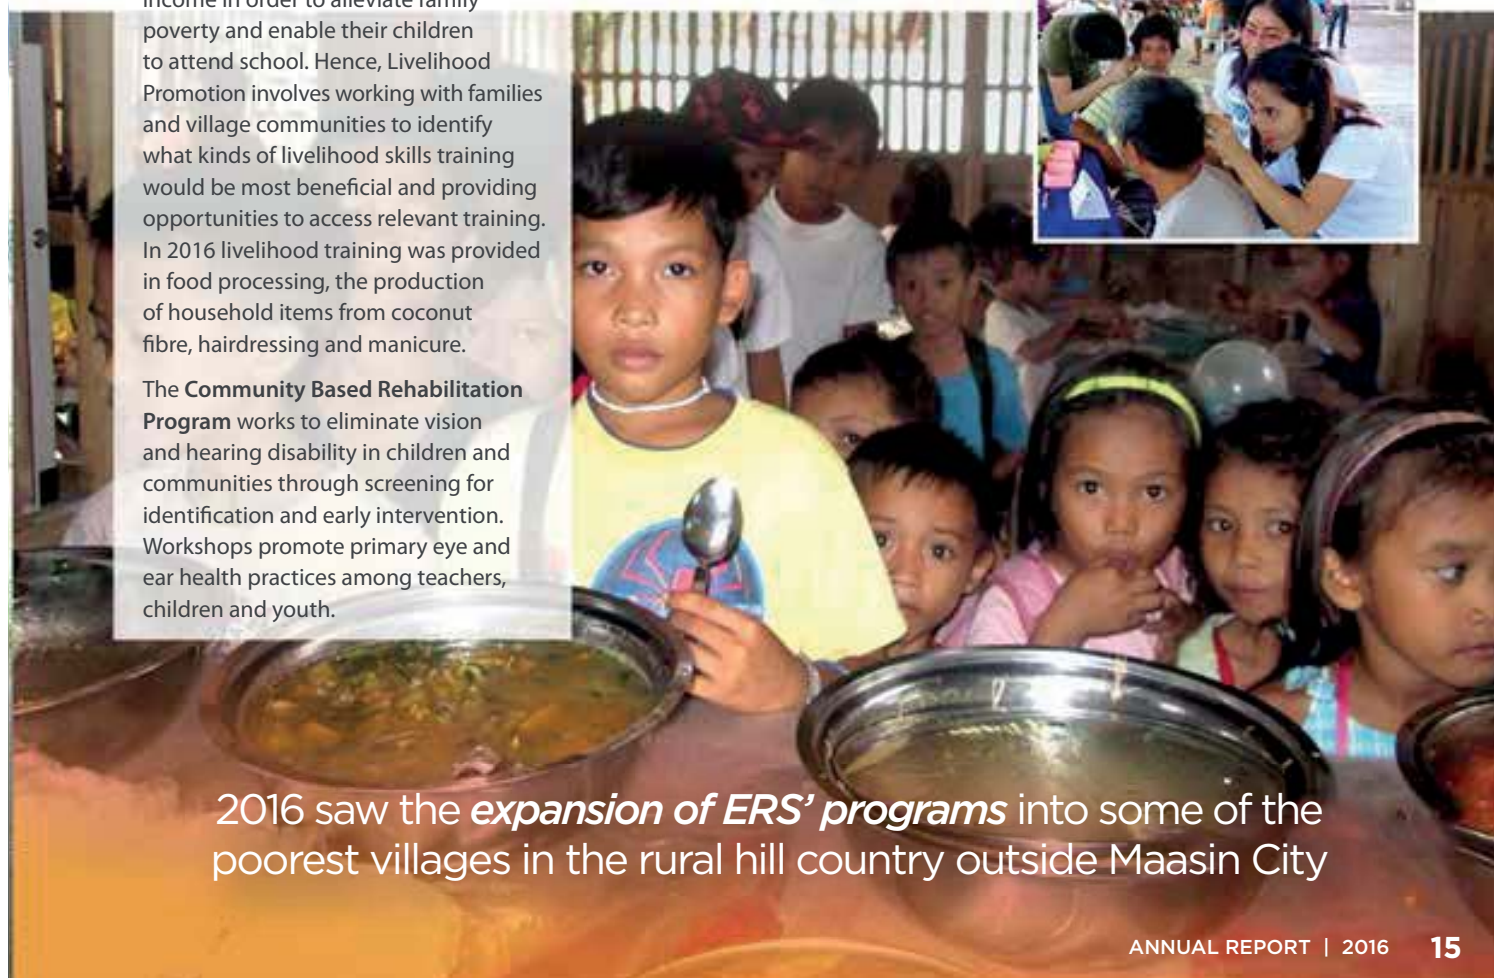 income in order to alleviate family
poverty and enable their children
to attend school. Hence, Livelihood
Promotion involves working with families
and village communities to identify
what kinds of livelihood skills training
would be most beneficial and providing
opportunities to access relevant training.
In 2016 livelihood training was provided
in food processing, the production
of household items from coconut
fibre, hairdressing and manicure.
The Community Based Rehabilitation
Program works to eliminate vision
and hearing disability in children and
communities through screening for
identification and early intervention.
Workshops promote primary eye and
ear health practices among teachers,
children and youth.
2016 saw the expansion of ERS’ programs into some of the
poorest villages in the rural hill country outside Maasin City
ANNUAL REPORT | 2016 15